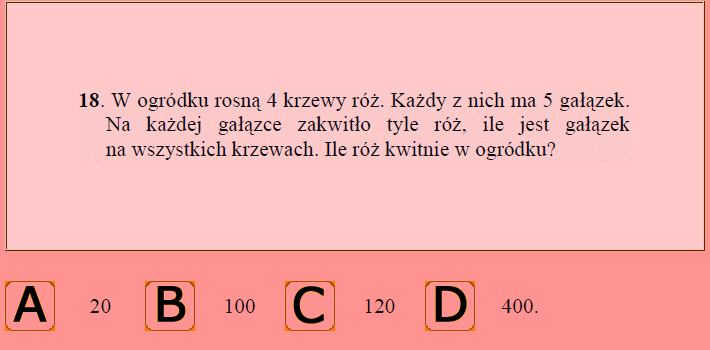 18. W ogródku rosną 4 krzewy róż. Każdy z nich ma 5 gałązek.
Na każdej gałązce zakwitło tyle róż, ile jest gałązek
na wszystkich krzewach. Ile róż kwitnie w ogródku?
A 20 B 100 C 120 D 400.